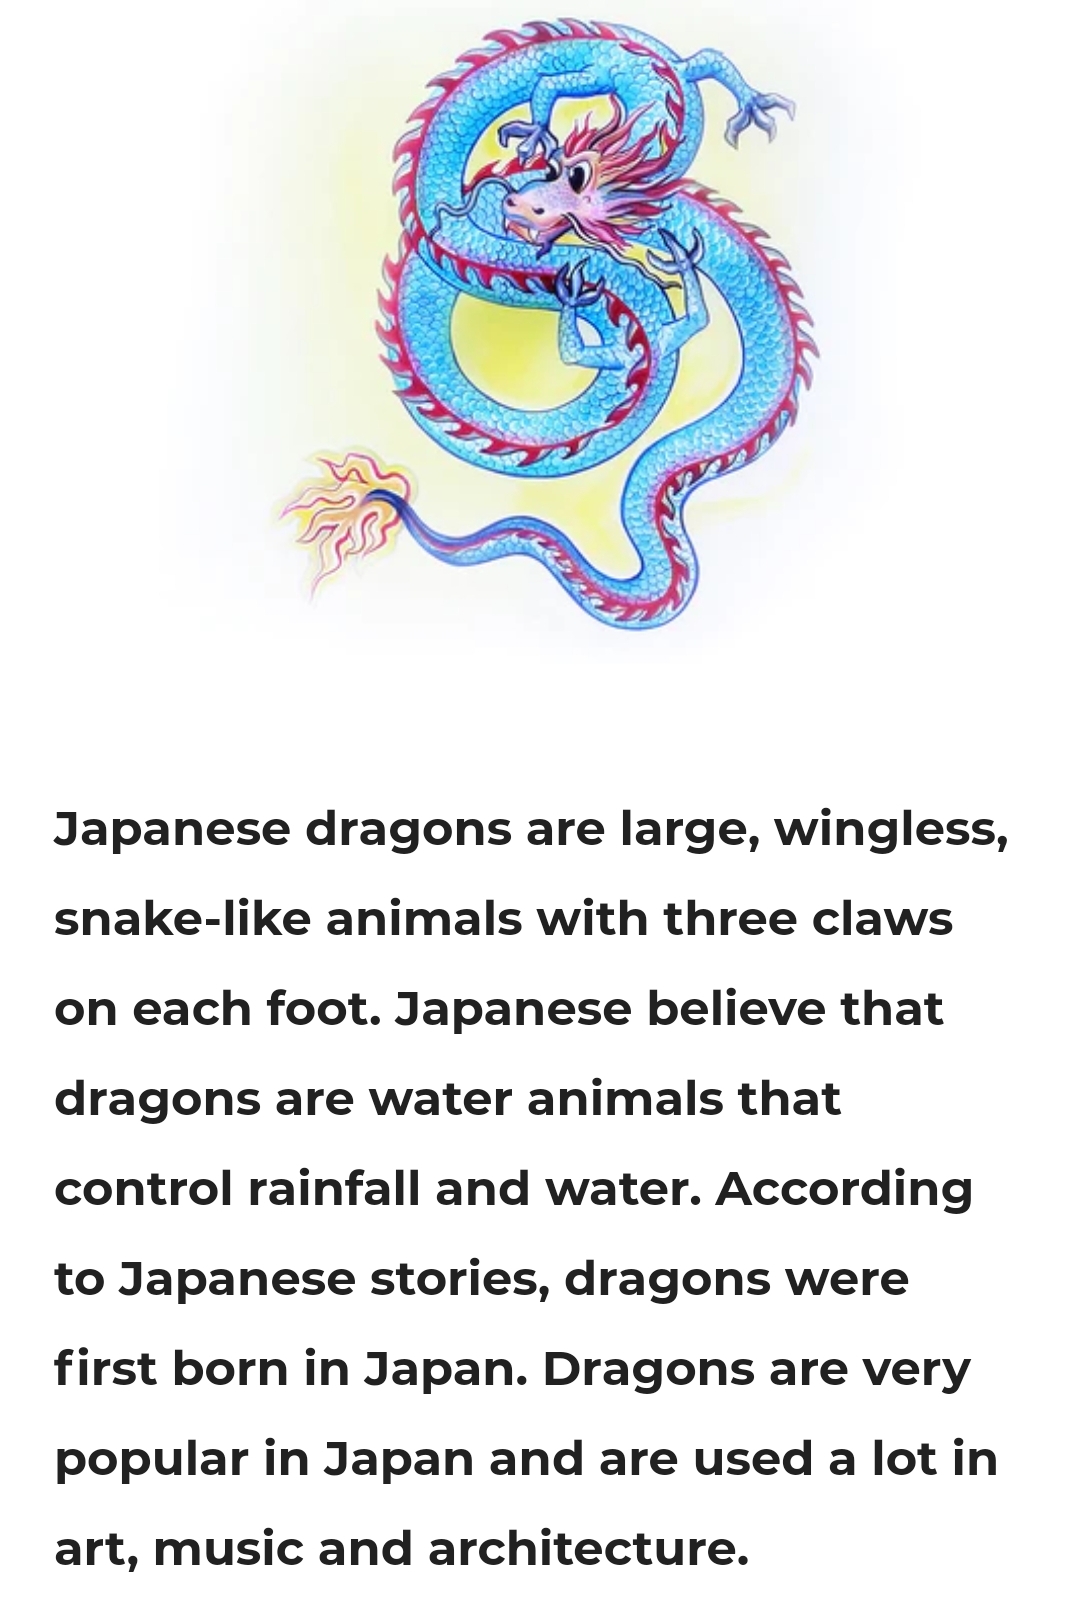 Japanese dragons are large, wingless,
snake-like animals with three claws
on each foot. Japanese believe that
dragons are water animals that
control rainfall and water. According
to Japanese stories, dragons were
first born in Japan. Dragons are very
popular in Japan and are used a lot in
art, music and architecture.